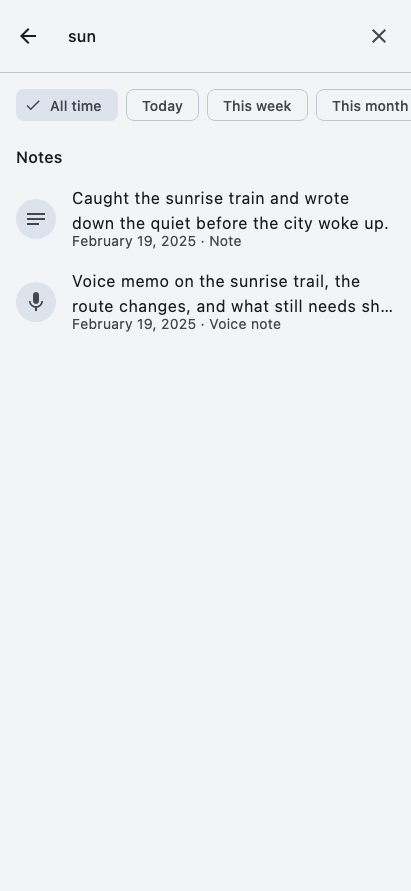 sun
All time
Today
This week
This month
Notes
Caught the sunrise train and wrote
down the quiet before the city woke up.
February 19, 2025 · Note
Voice memo on the sunrise trail, the
route changes, and what still needs sh…
February 19, 2025 · Voice note